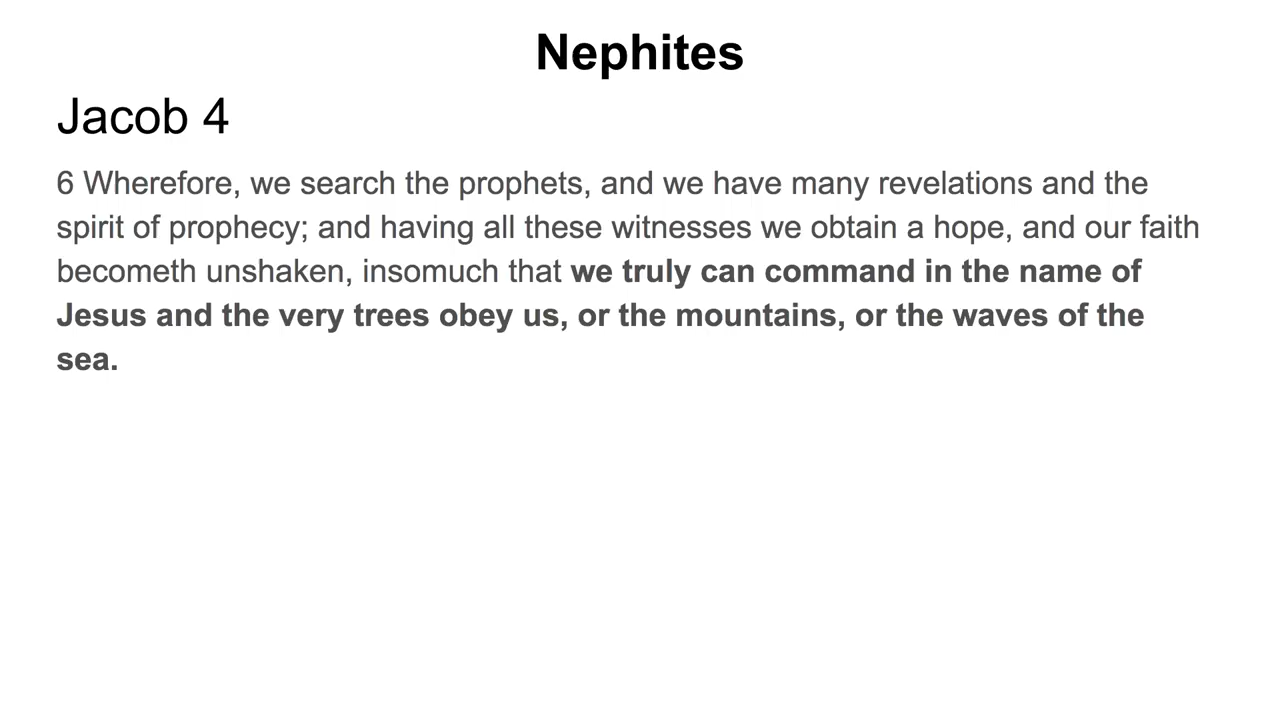 Nephites
Jacob 4
6 Wherefore, we search the prophets, and we have many revelations and the
spirit of prophecy; and having all these witnesses we obtain a hope, and our faith
becometh unshaken, insomuch that we truly can command in the name of
Jesus and the very trees obey us, or the mountains, or the waves of the
sea.